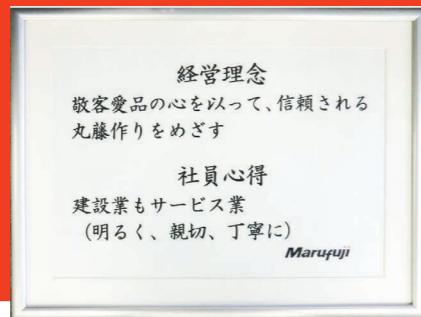 経営理念
敬客愛品の心を以って、信頼される
丸藤作りをめざす
社員心得
建設業もサービス業
(明るく、親切、丁寧に)
Marufuji